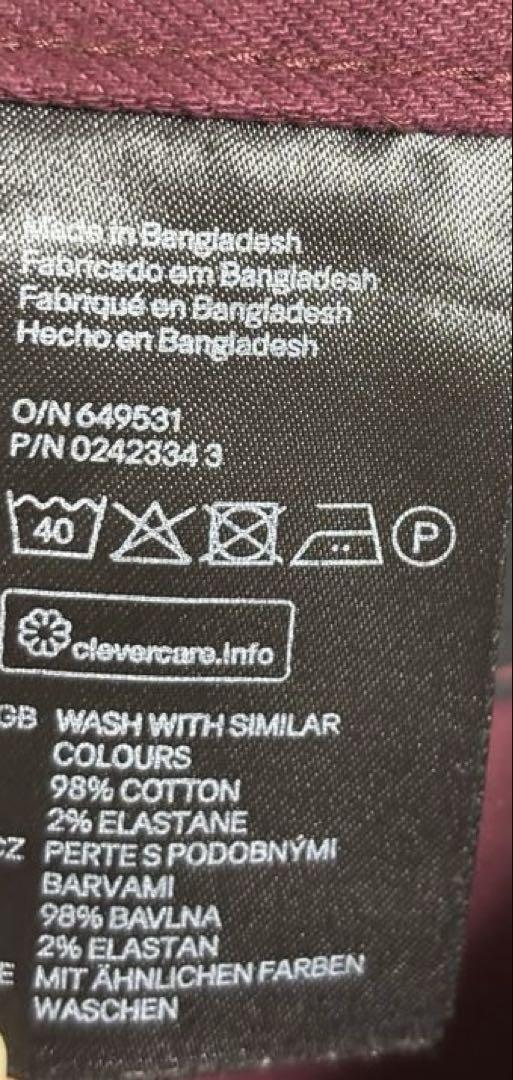 Made in Bangladesh
Fabricado em Bangladesh
Fabriqué en Bangladesh
Hecho en Bangladesh
O/N 649531
P/N 0242334 3
40 P
clevercare.info
GB WASH WITH SIMILAR
COLOURS
98% COTTON
2% ELASTANE
CZ PERTE S PODOBNÝMI
BARVAMI
98% BAVLNA
2% ELASTAN
E MIT ÄHNLICHEN FARBEN
WASCHEN